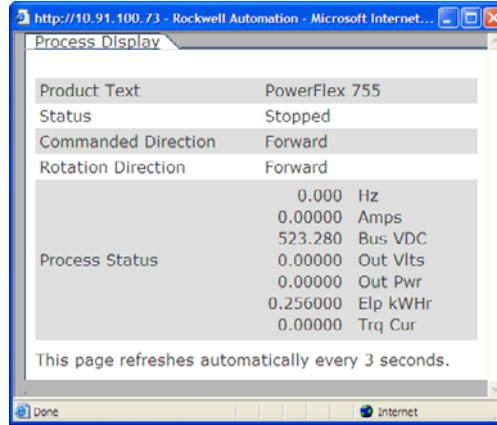 http://10.91.100.73 - Rockwell Automation - Microsoft Internet...
Process Display
Product Text PowerFlex 755
Status Stopped
Commanded Direction Forward
Rotation Direction Forward
Process Status
0.000 Hz
0.00000 Amps
523.280 Bus VDC
0.00000 Out Vlts
0.00000 Out Pwr
0.256000 Elp kWHr
0.00000 Trq Cur
This page refreshes automatically every 3 seconds.
Done Internet